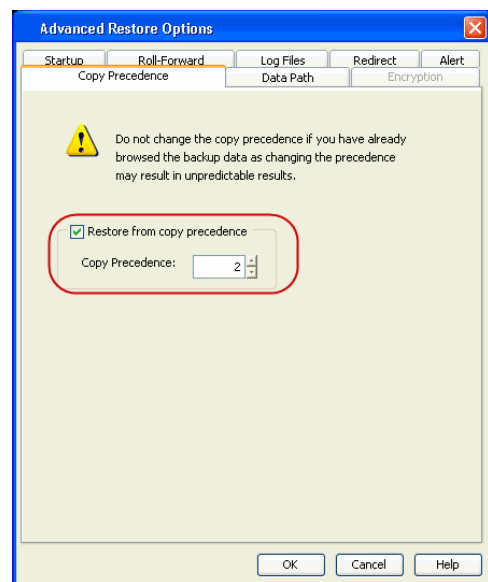 Advanced Restore Options
Startup Roll-Forward Log Files Redirect Alert
Copy Precedence Data Path Encryption
Do not change the copy precedence if you have already
browsed the backup data as changing the precedence
may result in unpredictable results.
Restore from copy precedence
Copy Precedence: 2
OK Cancel Help